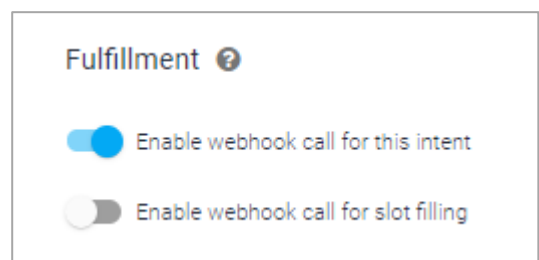 Fulfillment ?
Enable webhook call for this intent
Enable webhook call for slot filling